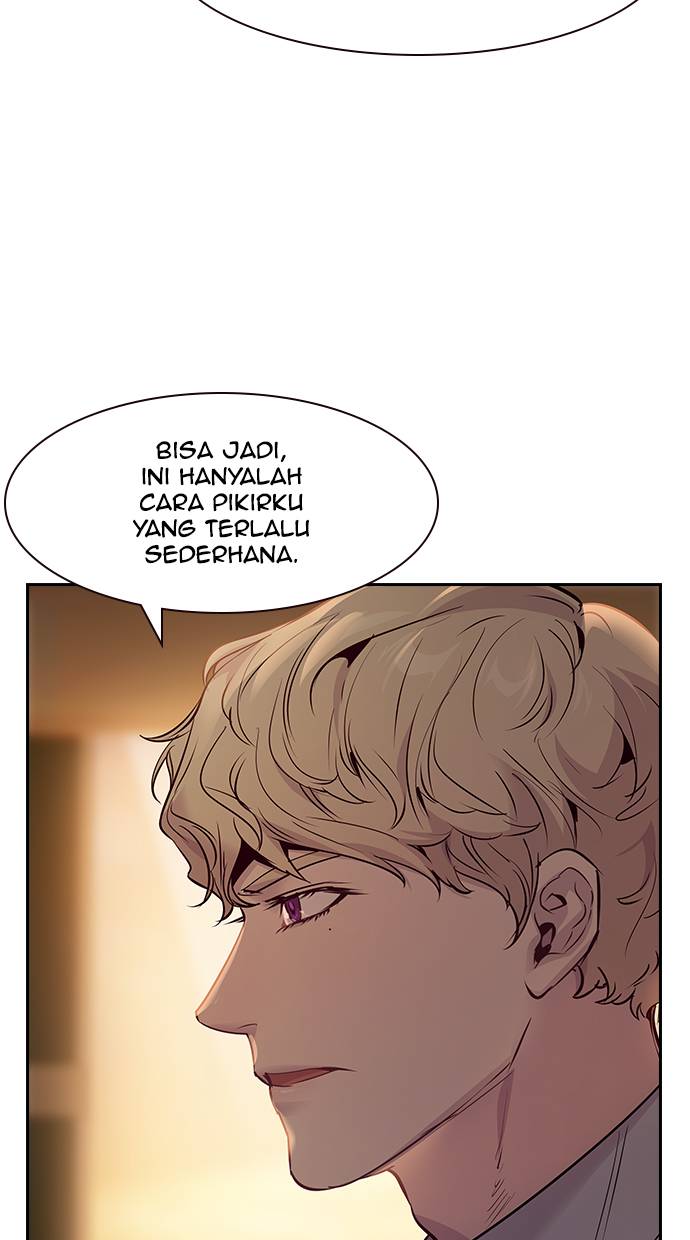 BISA JADI,
INI HANYALAH
CARA PIKIRKU
YANG TERLALU
SEDERHANA.